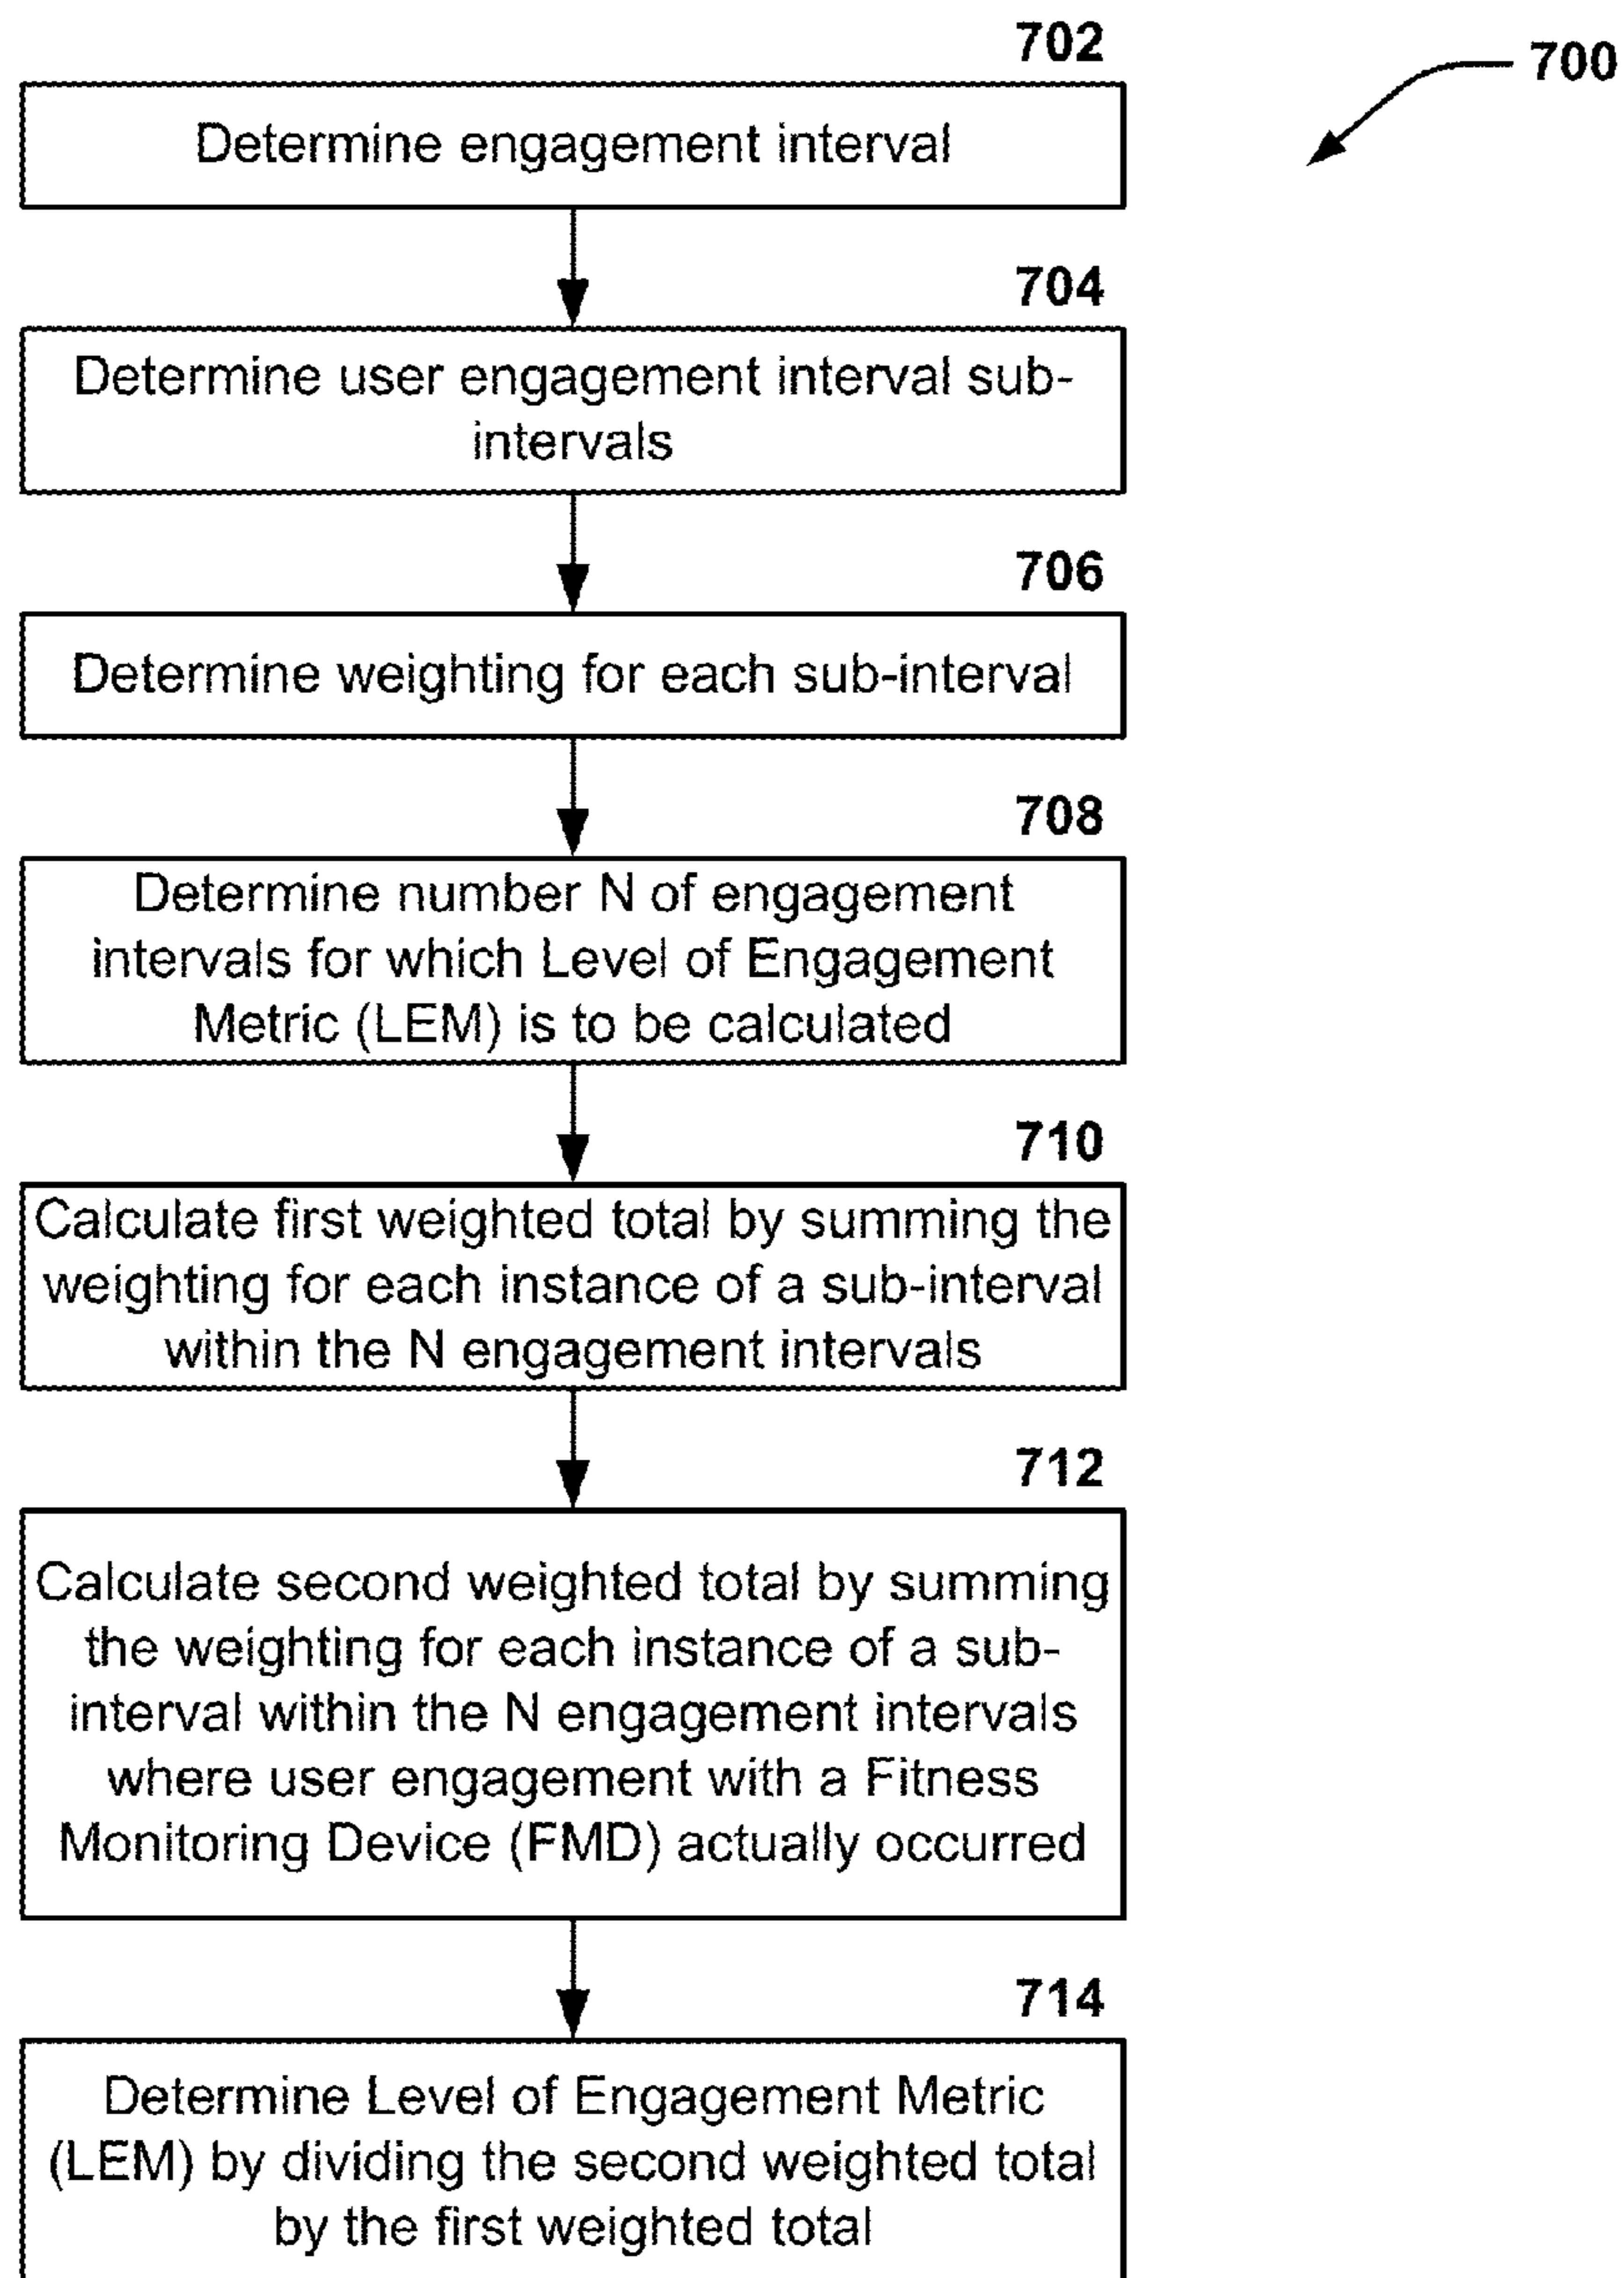 702
700
Determine engagement interval
704
Determine user engagement interval sub-
intervals
706
Determine weighting for each sub-interval
708
Determine number N of engagement
intervals for which Level of Engagement
Metric (LEM) is to be calculated
710
Calculate first weighted total by summing the
weighting for each instance of a sub-interval
within the N engagement intervals
712
Calculate second weighted total by summing
the weighting for each instance of a sub-
interval within the N engagement intervals
where user engagement with a Fitness
Monitoring Device (FMD) actually occurred
714
Determine Level of Engagement Metric
(LEM) by dividing the second weighted total
by the first weighted total